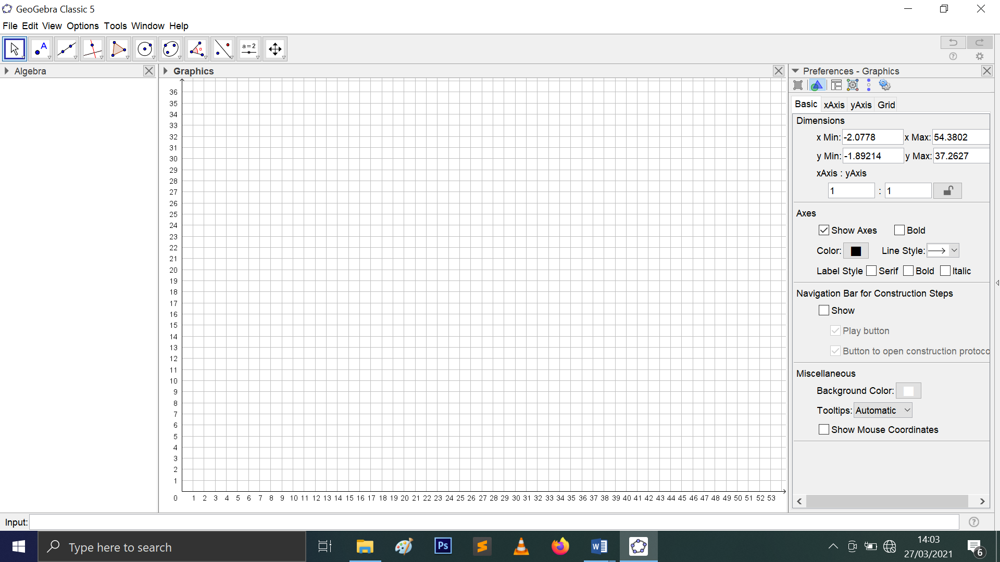 GeoGebra Classic 5
File Edit View Options Tools Window Help
A
α
a=2
Algebra
Graphics
Preferences - Graphics
36
35
34
33
32
31
30
29
28
27
26
25
24
23
22
21
20
19
18
17
16
15
14
13
12
11
10
9
8
7
6
5
4
3
2
1
0 1 2 3 4 5 6 7 8 9 10 11 12 13 14 15 16 17 18 19 20 21 22 23 24 25 26 27 28 29 30 31 32 33 34 35 36 37 38 39 40 41 42 43 44 45 46 47 48 49 50 51 52 53
Basic xAxis yAxis Grid
Dimensions
x Min: -2.0778 x Max: 54.3802
y Min: -1.89214 y Max: 37.2627
xAxis : yAxis
1 : 1
Axes
Show Axes Bold
Color: Line Style:
Label Style Serif Bold Italic
Navigation Bar for Construction Steps
Show
Play button
Button to open construction protoco
Miscellaneous
Background Color:
Tooltips: Automatic
Show Mouse Coordinates
Input:
Type here to search
Ps
W
14:03
27/03/2021
6